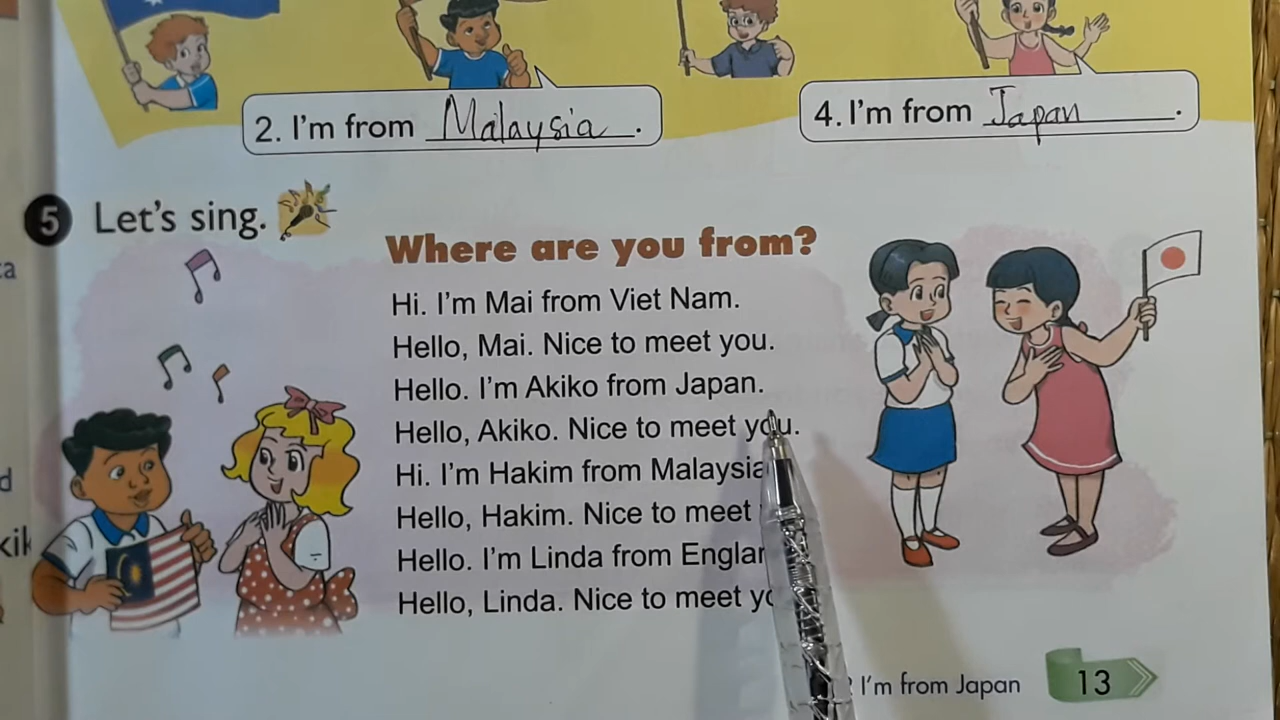 2. I'm from Malaysia.
4. I'm from Japan.
5 Let's sing.
Where are you from?
Hi. I'm Mai from Viet Nam.
Hello, Mai. Nice to meet you.
Hello. I'm Akiko from Japan.
Hello, Akiko. Nice to meet you.
Hi. I'm Hakim from Malaysia
Hello, Hakim. Nice to meet
Hello. I'm Linda from
Hello, Linda. Nice to meet
I'm from Japan 13